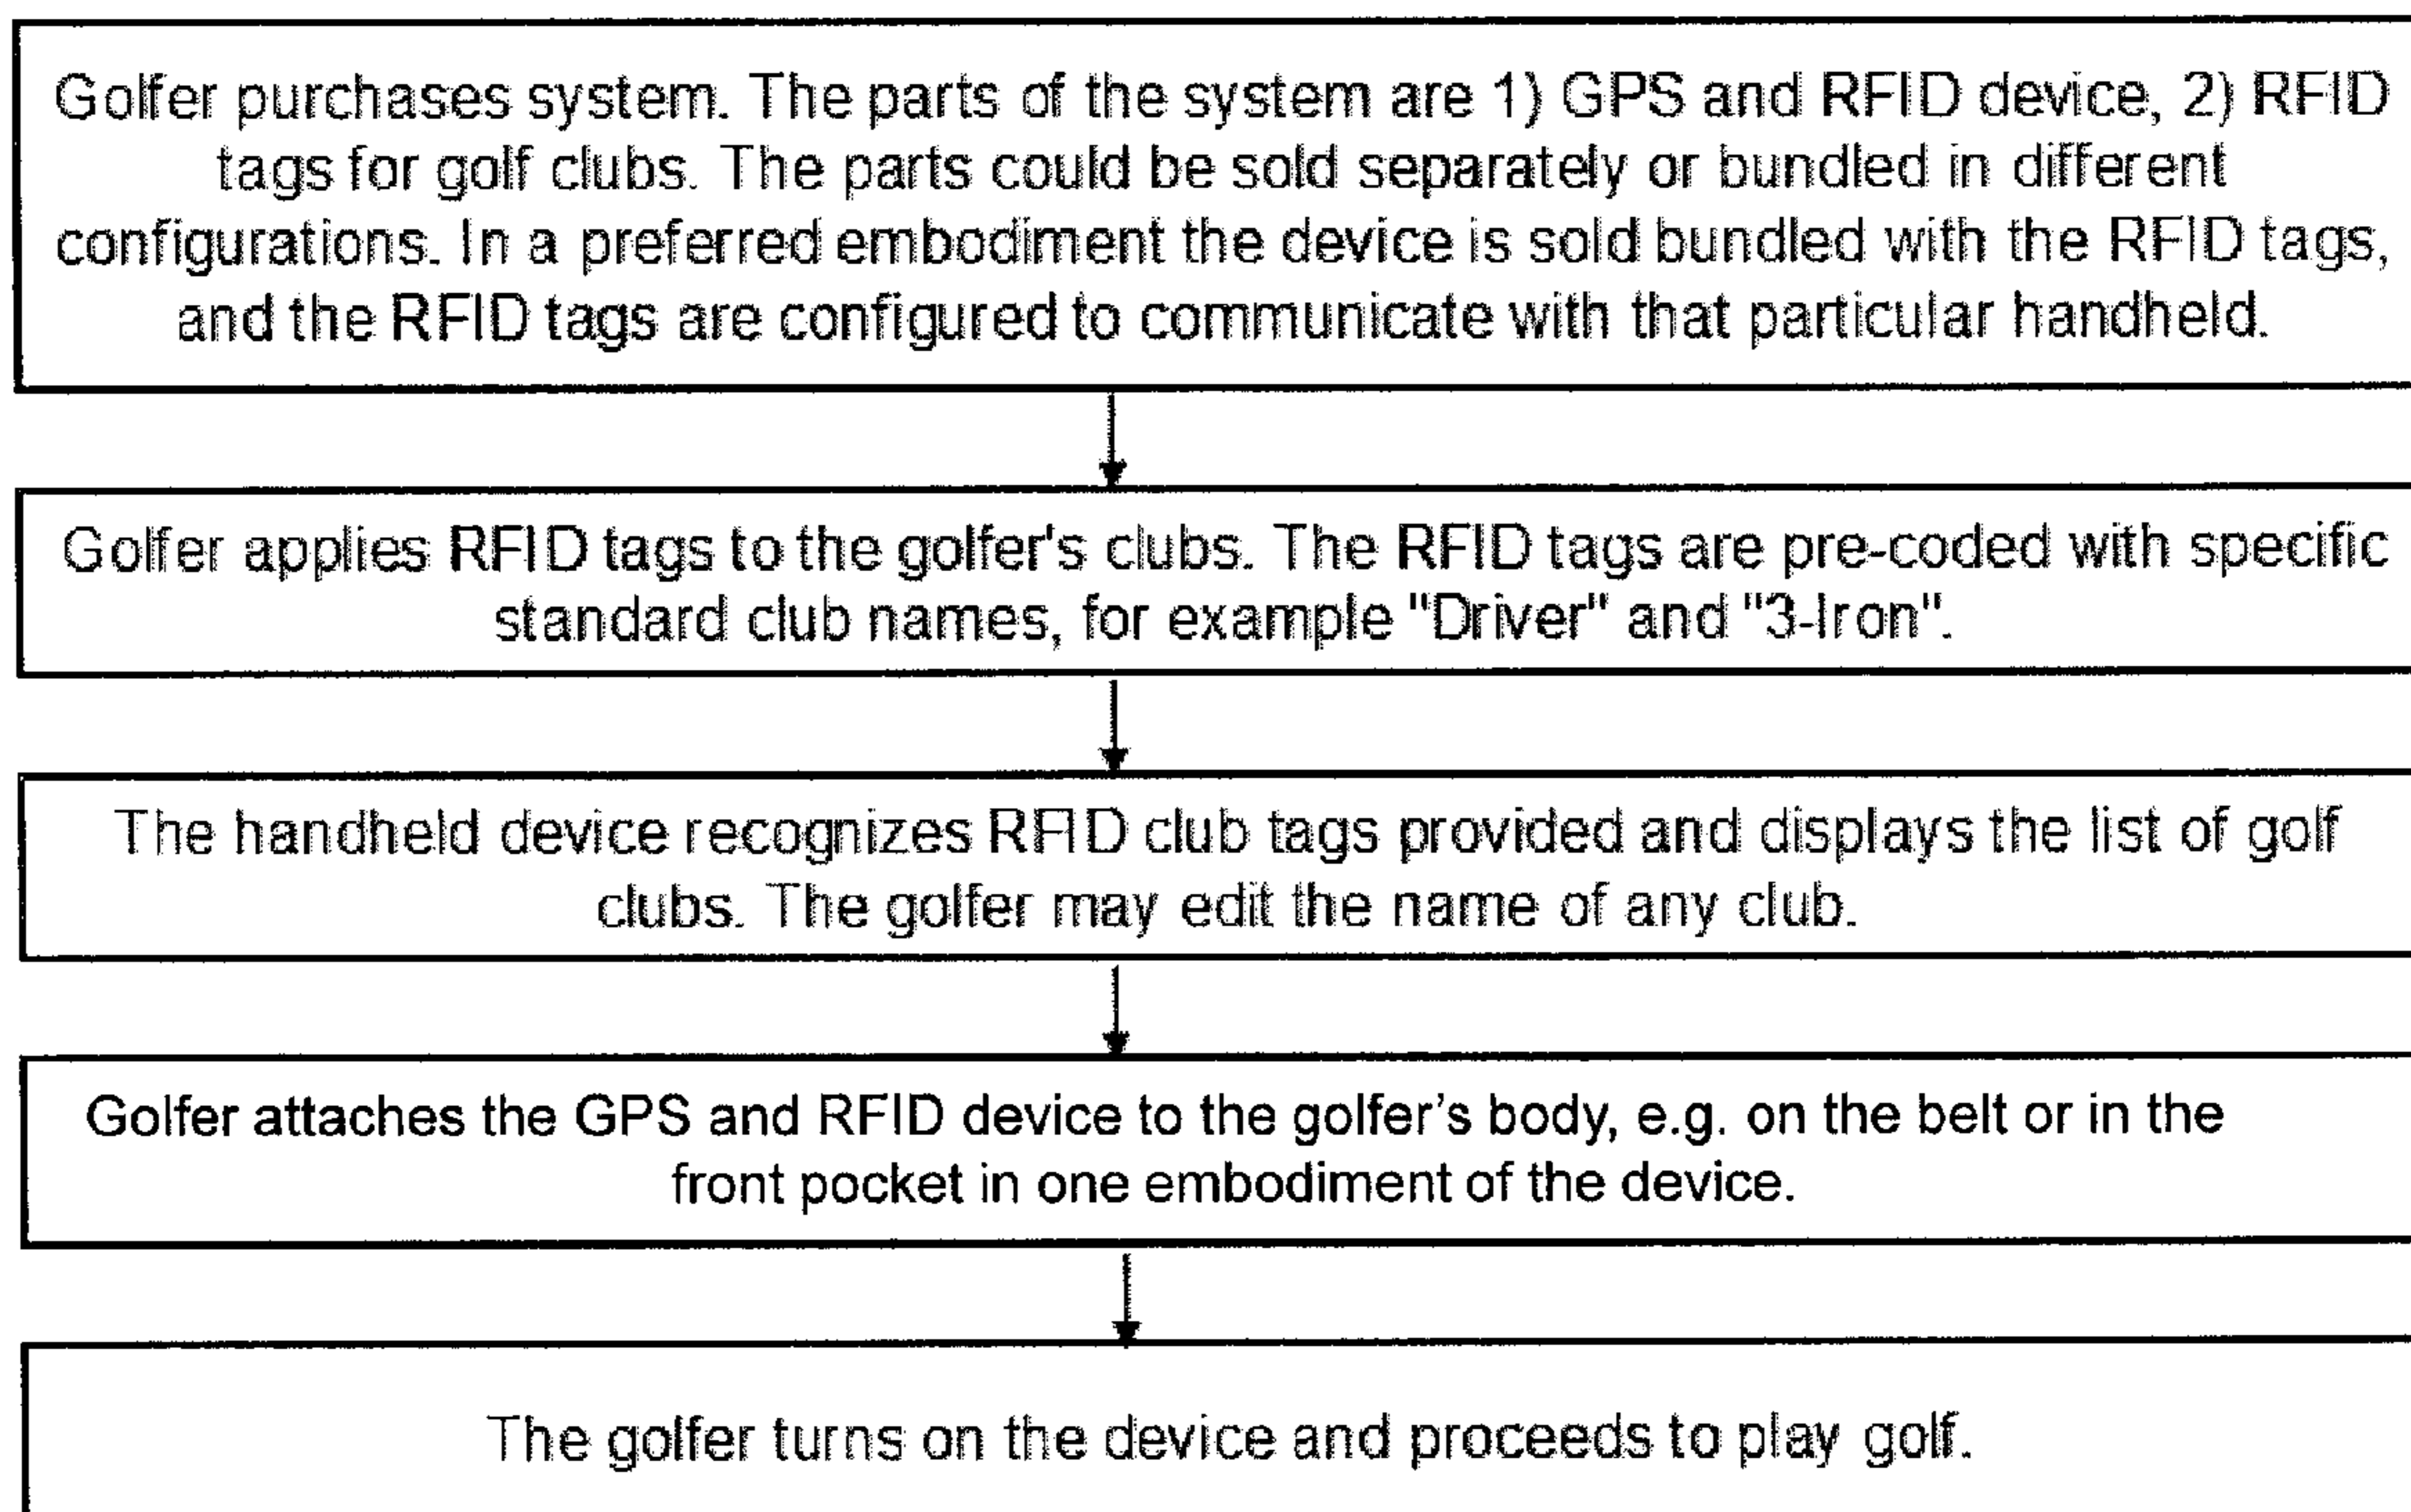 Golfer purchases system. The parts of the system are 1) GPS and RFID device, 2) RFID
tags for golf clubs. The parts could be sold separately or bundled in different
configurations. In a preferred embodiment the device is sold bundled with the RFID tags,
and the RFID tags are configured to communicate with that particular handheld.
Golfer applies RFID tags to the golfer's clubs. The RFID tags are pre-coded with specific
standard club names, for example "Driver" and "3-Iron".
The handheld device recognizes RFID club tags provided and displays the list of golf
clubs. The golfer may edit the name of any club.
Golfer attaches the GPS and RFID device to the golfer’s body, e.g. on the belt or in the
front pocket in one embodiment of the device.
The golfer turns on the device and proceeds to play golf.